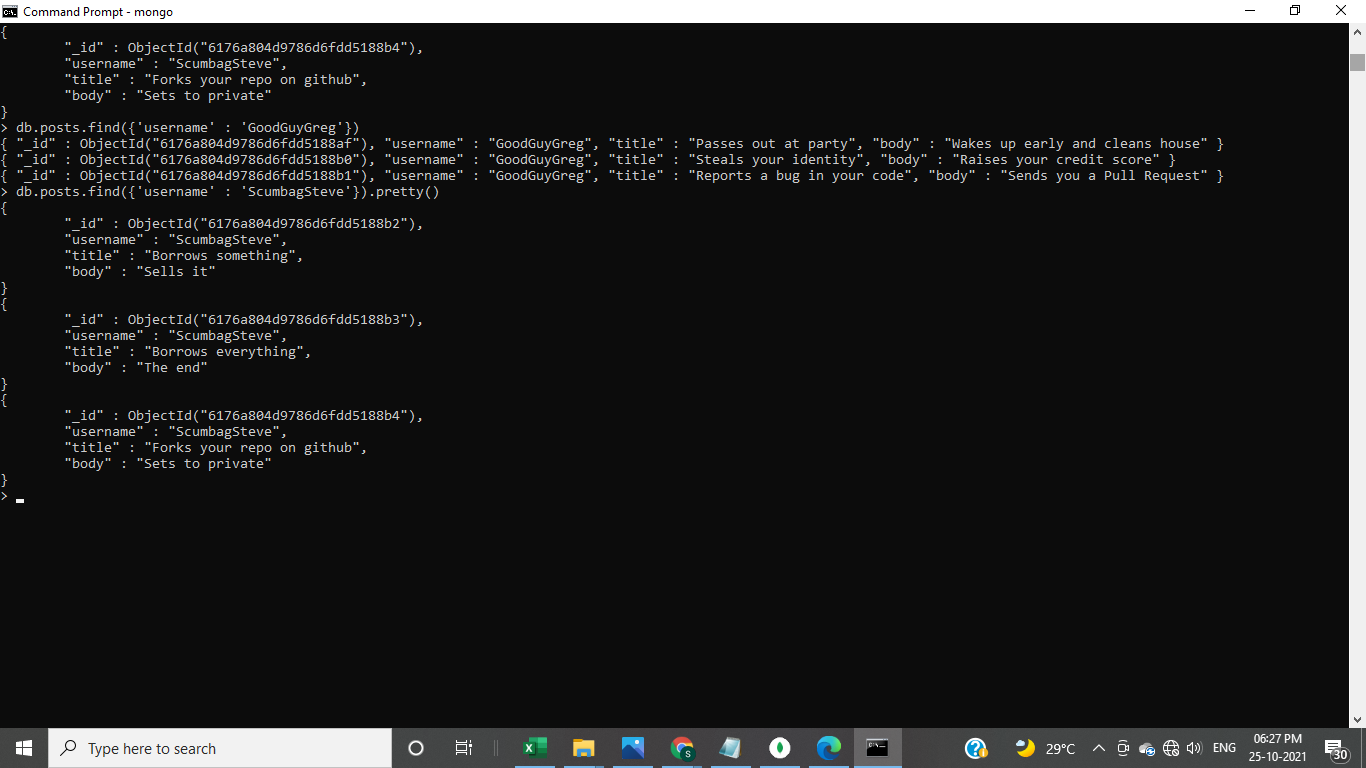 Command Prompt - mongo
{
"_id" : ObjectId("6176a804d9786d6fdd5188b4"),
"username" : "ScumbagSteve",
"title" : "Forks your repo on github",
"body" : "Sets to private"
}
> db.posts.find({'username' : 'GoodGuyGreg'})
{ "_id" : ObjectId("6176a804d9786d6fdd5188af"), "username" : "GoodGuyGreg", "title" : "Passes out at party", "body" : "Wakes up early and cleans house" }
{ "_id" : ObjectId("6176a804d9786d6fdd5188b0"), "username" : "GoodGuyGreg", "title" : "Steals your identity", "body" : "Raises your credit score" }
{ "_id" : ObjectId("6176a804d9786d6fdd5188b1"), "username" : "GoodGuyGreg", "title" : "Reports a bug in your code", "body" : "Sends you a Pull Request" }
> db.posts.find({'username' : 'ScumbagSteve'}).pretty()
{
"_id" : ObjectId("6176a804d9786d6fdd5188b2"),
"username" : "ScumbagSteve",
"title" : "Borrows something",
"body" : "Sells it"
}
{
"_id" : ObjectId("6176a804d9786d6fdd5188b3"),
"username" : "ScumbagSteve",
"title" : "Borrows everything",
"body" : "The end"
}
{
"_id" : ObjectId("6176a804d9786d6fdd5188b4"),
"username" : "ScumbagSteve",
"title" : "Forks your repo on github",
"body" : "Sets to private"
}
>
Type here to search
29°C
ENG
06:27 PM
25-10-2021
30